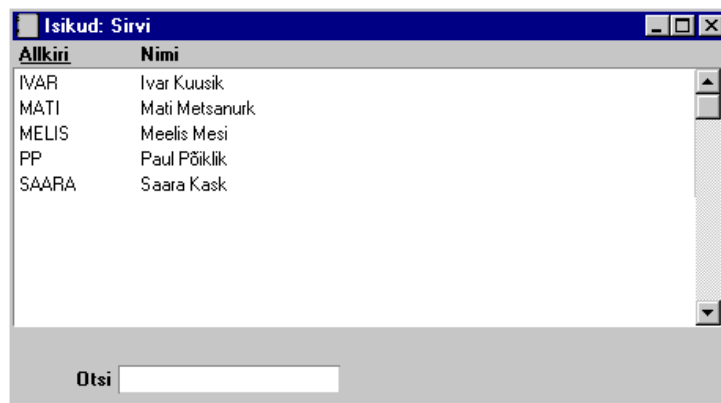 Isikud: Sirvi
Allkiri Nimi
IVAR Ivar Kuusik
MATI Mati Metsanurk
MELIS Meelis Mesi
PP Paul Põiklik
SAARA Saara Kask
Otsi